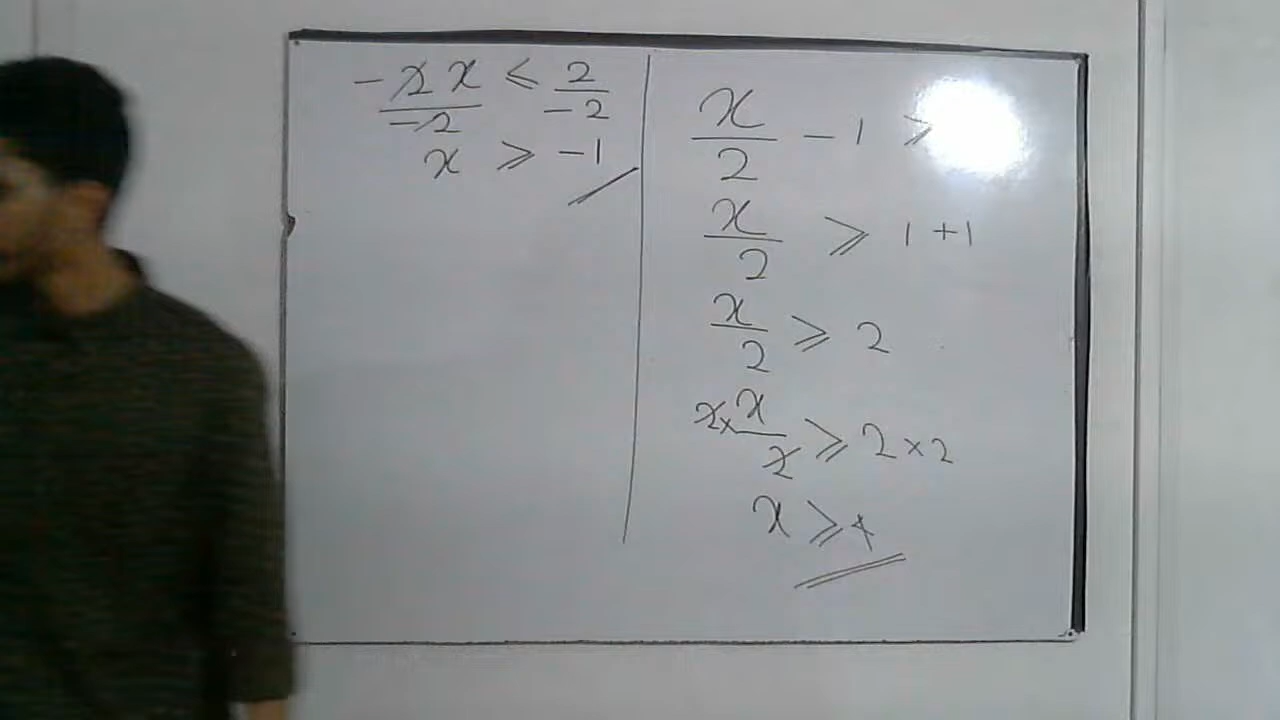 -2x/-2 ≤ 2/-2
x ⩾ -1
x/2 - 1 ⩾
x/2 ⩾ 1 + 1
x/2 ⩾ 2
2 × x/2 ⩾ 2 × 2
x ⩾ 4